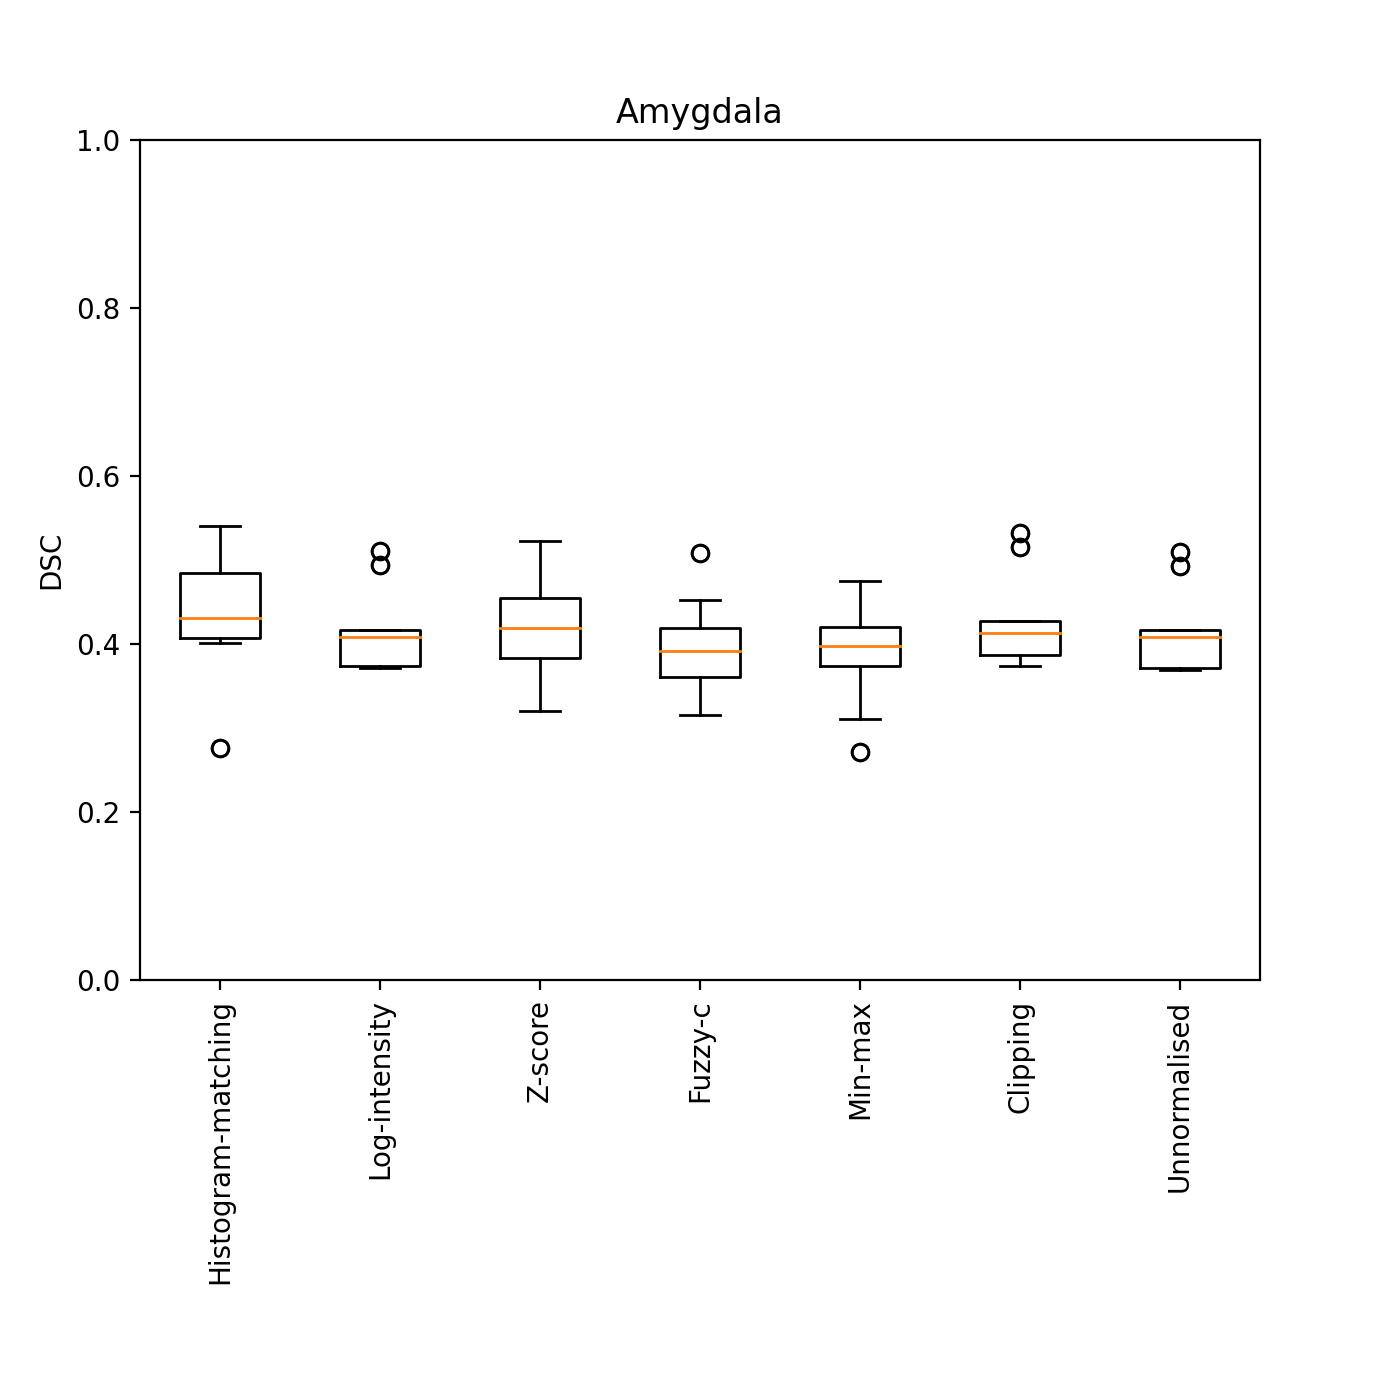 Amygdala
1.0
0.8
0.6
0.4
0.2
0.0
DSC
Histogram-matching
Log-intensity
Z-score
Fuzzy-c
Min-max
Clipping
Unnormalised